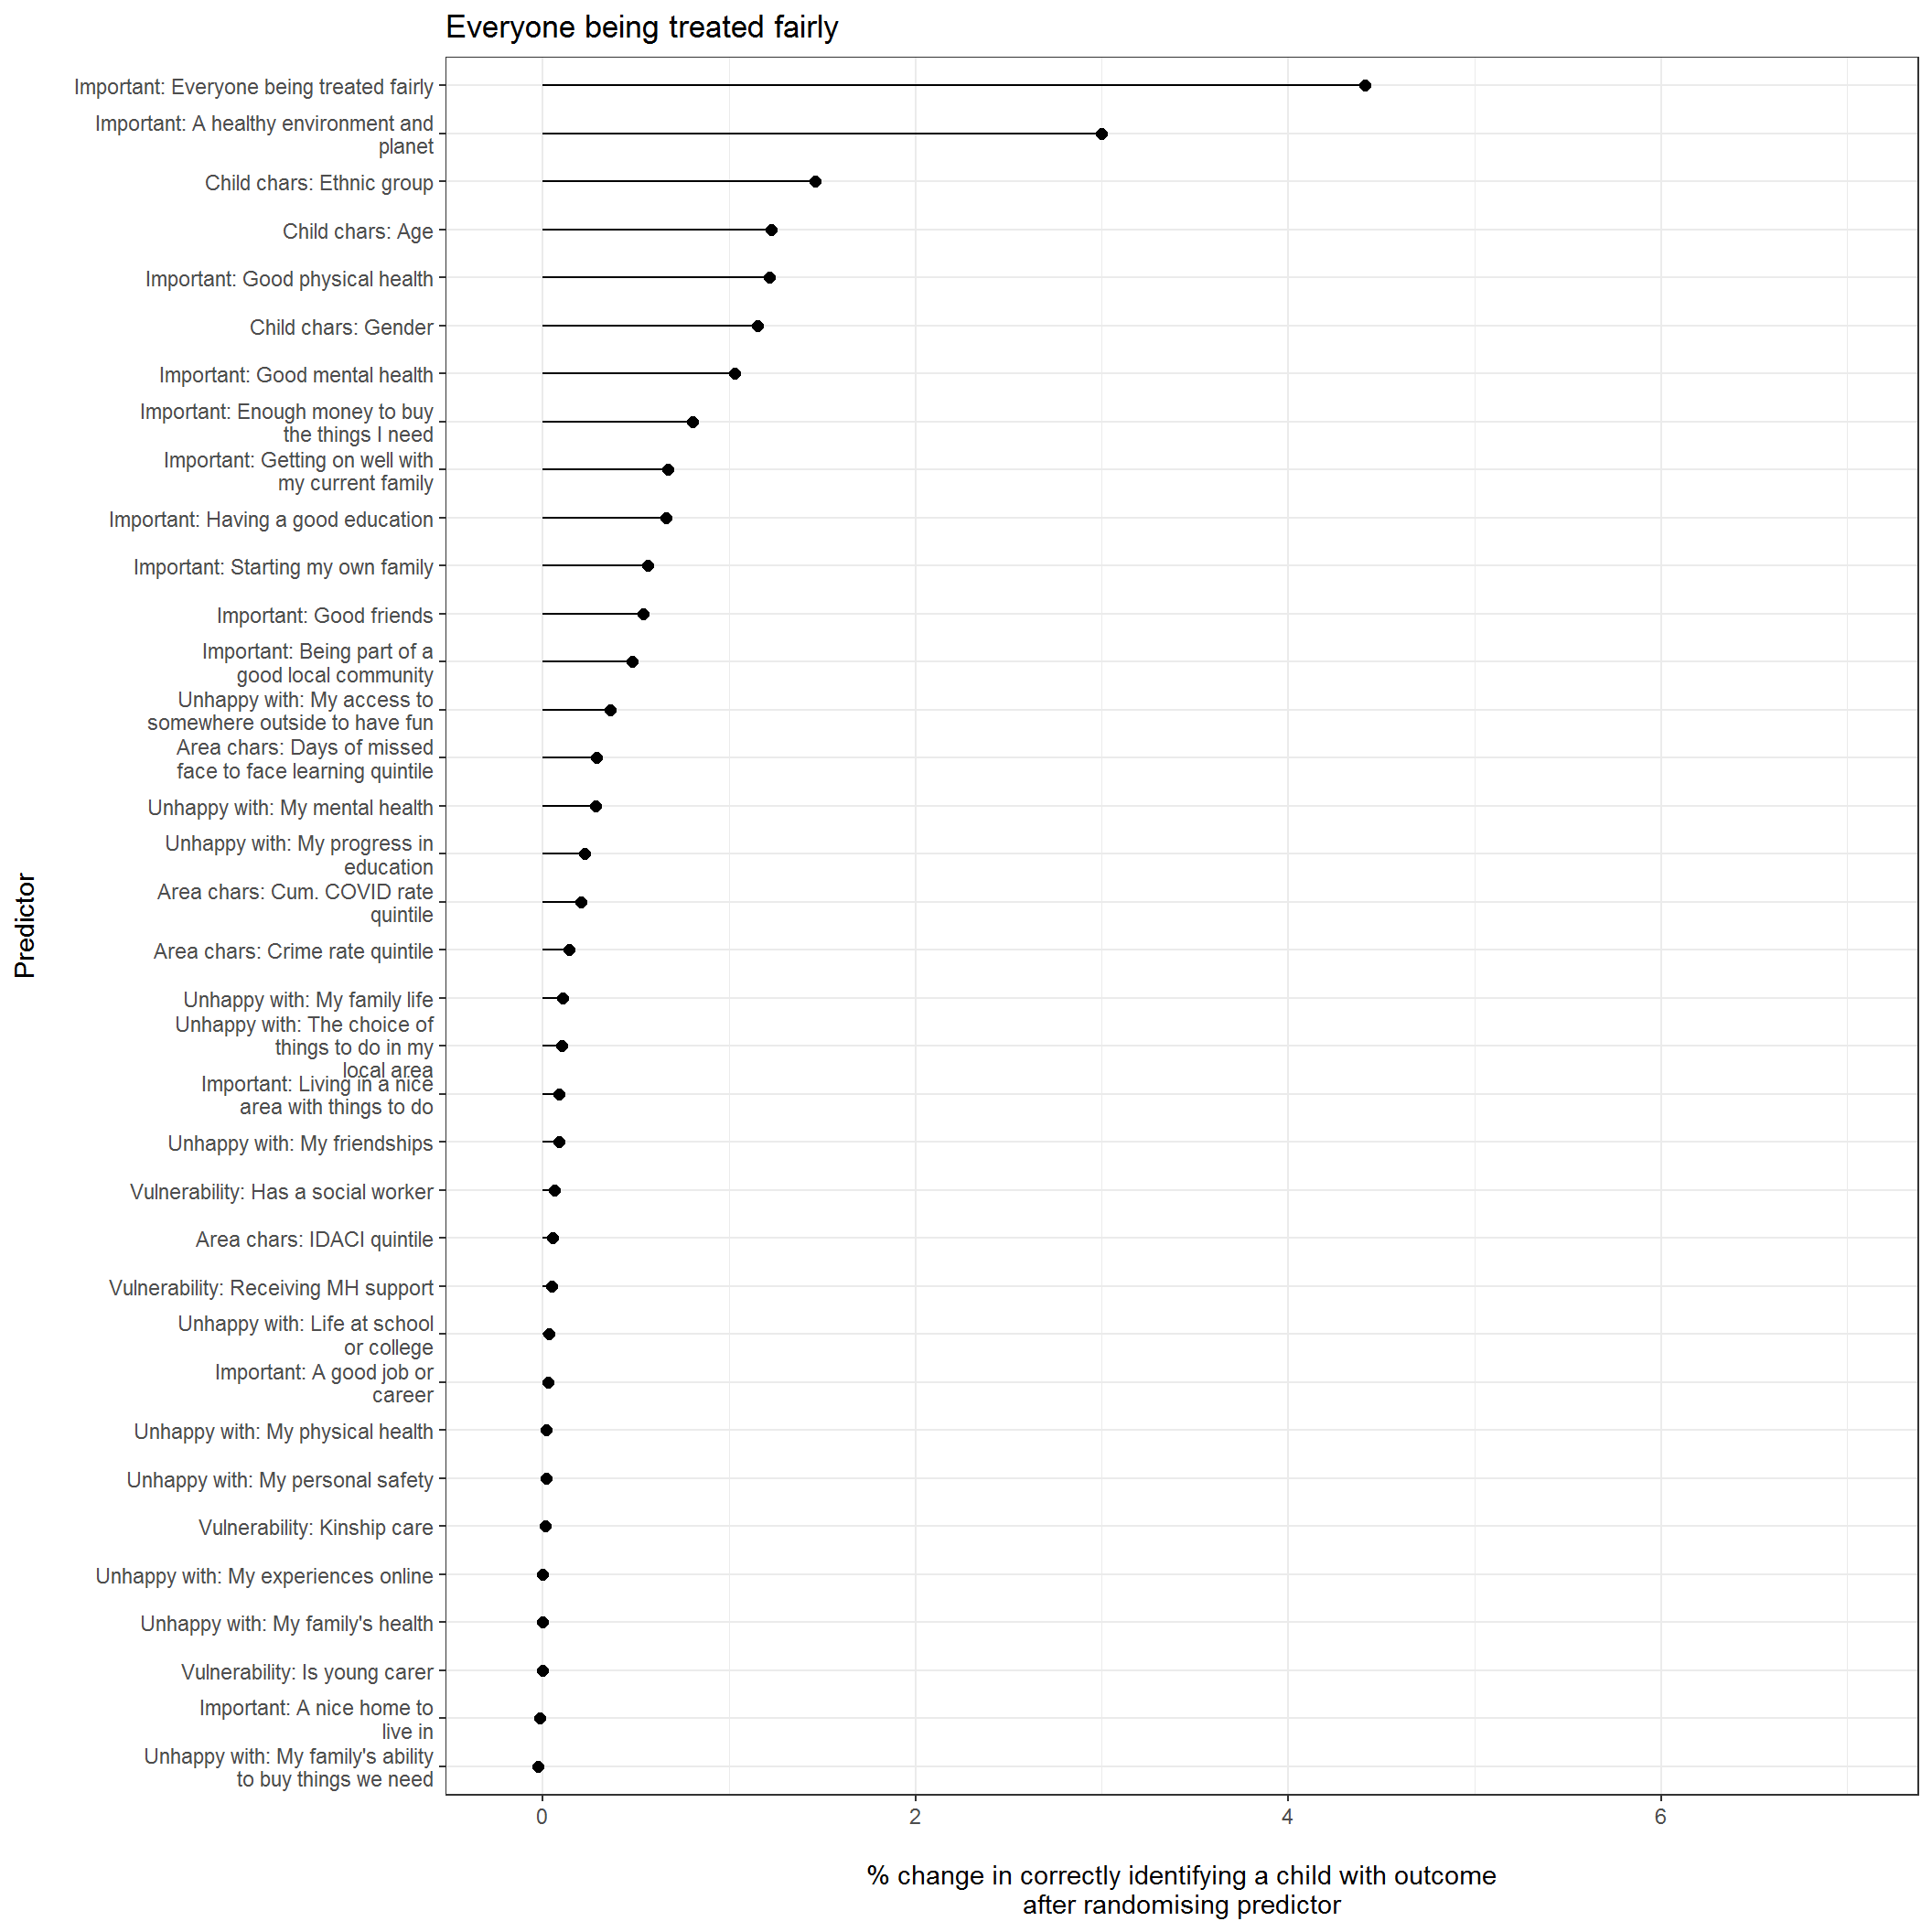 Everyone being treated fairly
Important: Everyone being treated fairly
Important: A healthy environment and
planet
Child chars: Ethnic group
Child chars: Age
Important: Good physical health
Child chars: Gender
Important: Good mental health
Important: Enough money to buy
the things I need
Important: Getting on well with
my current family
Important: Having a good education
Important: Starting my own family
Important: Good friends
Important: Being part of a
good local community
Unhappy with: My access to
somewhere outside to have fun
Area chars: Days of missed
face to face learning quintile
Unhappy with: My mental health
Unhappy with: My progress in
education
Area chars: Cum. COVID rate
quintile
Area chars: Crime rate quintile
Unhappy with: My family life
Unhappy with: The choice of
things to do in my
local area
Important: Living in a nice
area with things to do
Unhappy with: My friendships
Vulnerability: Has a social worker
Area chars: IDACI quintile
Vulnerability: Receiving MH support
Unhappy with: Life at school
or college
Important: A good job or
career
Unhappy with: My physical health
Unhappy with: My personal safety
Vulnerability: Kinship care
Unhappy with: My experiences online
Unhappy with: My family's health
Vulnerability: Is young carer
Important: A nice home to
live in
Unhappy with: My family's ability
to buy things we need
Predictor
0 2 4 6
% change in correctly identifying a child with outcome
after randomising predictor